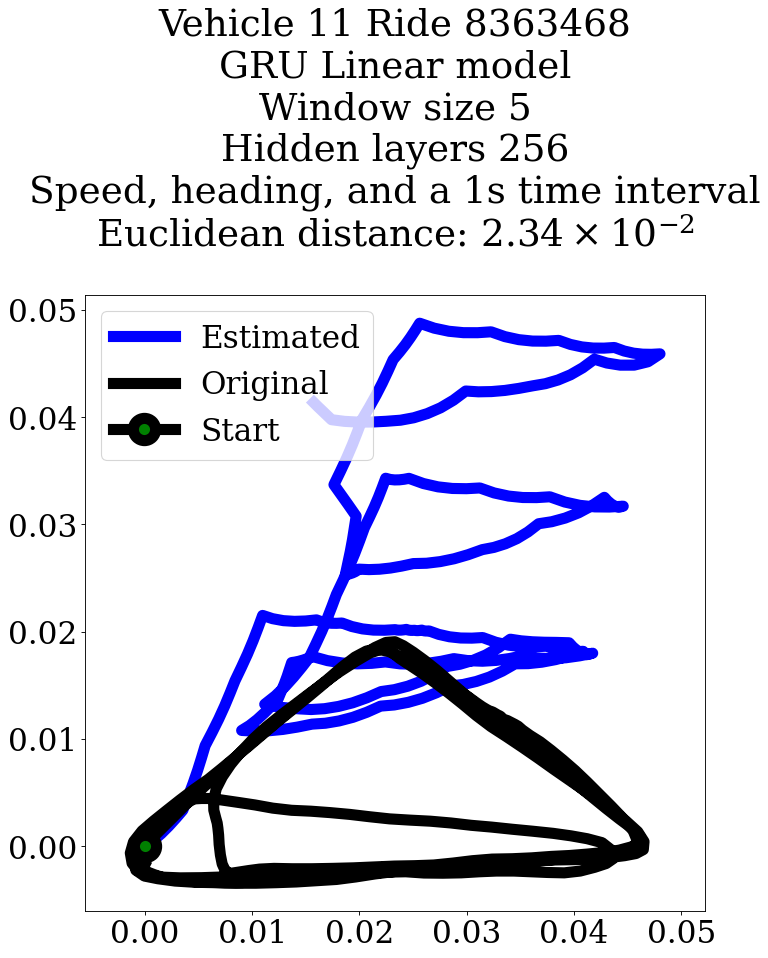 Vehicle 11 Ride 8363468
GRU Linear model
Window size 5
Hidden layers 256
Speed, heading, and a 1s time interval
Euclidean distance: 2.34 × 10⁻²
0.05
0.04
0.03
0.02
0.01
0.00
Estimated
Original
Start
0.00 0.01 0.02 0.03 0.04 0.05